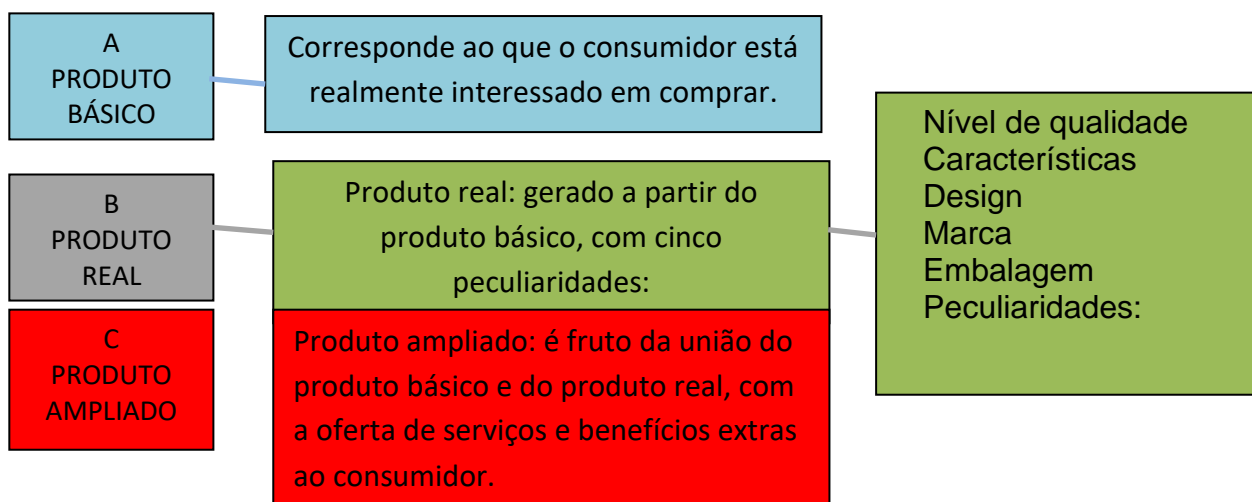 A
PRODUTO
BÁSICO
Corresponde ao que o consumidor está
realmente interessado em comprar.
B
PRODUTO
REAL
Produto real: gerado a partir do
produto básico, com cinco
peculiaridades:
Nível de qualidade
Características
Design
Marca
Embalagem
Peculiaridades:
C
PRODUTO
AMPLIADO
Produto ampliado: é fruto da união do
produto básico e do produto real, com
a oferta de serviços e benefícios extras
ao consumidor.